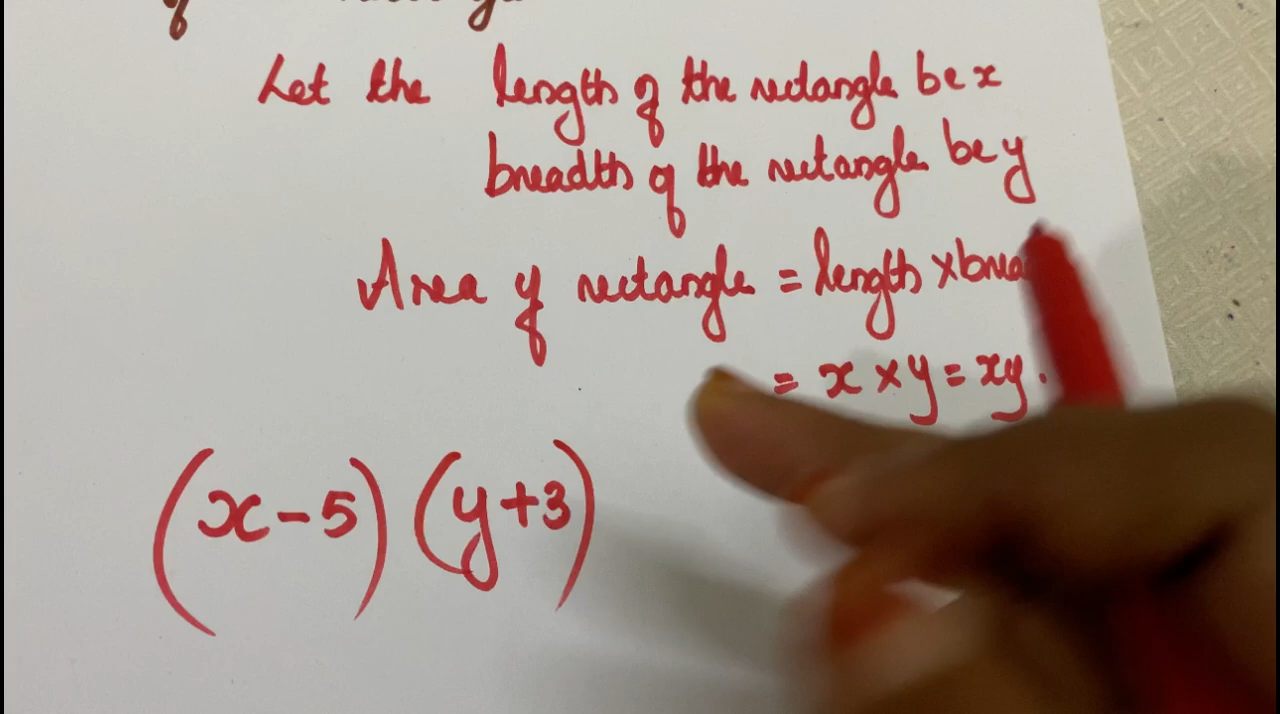 Let the length of the rectangle be x
breadth of the rectangle be y
Area of rectangle = length ×
= x × y = xy.
(x-5) (y+3)